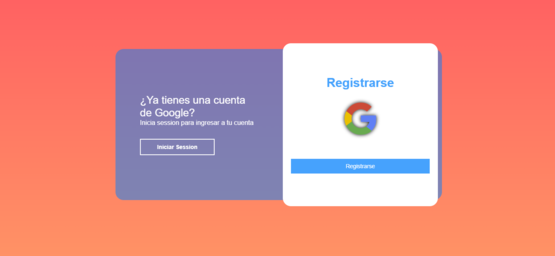 ¿Ya tienes una cuenta
de Google?
Inicia session para ingresar a tu cuenta
Iniciar Session
Registrarse
Registrarse